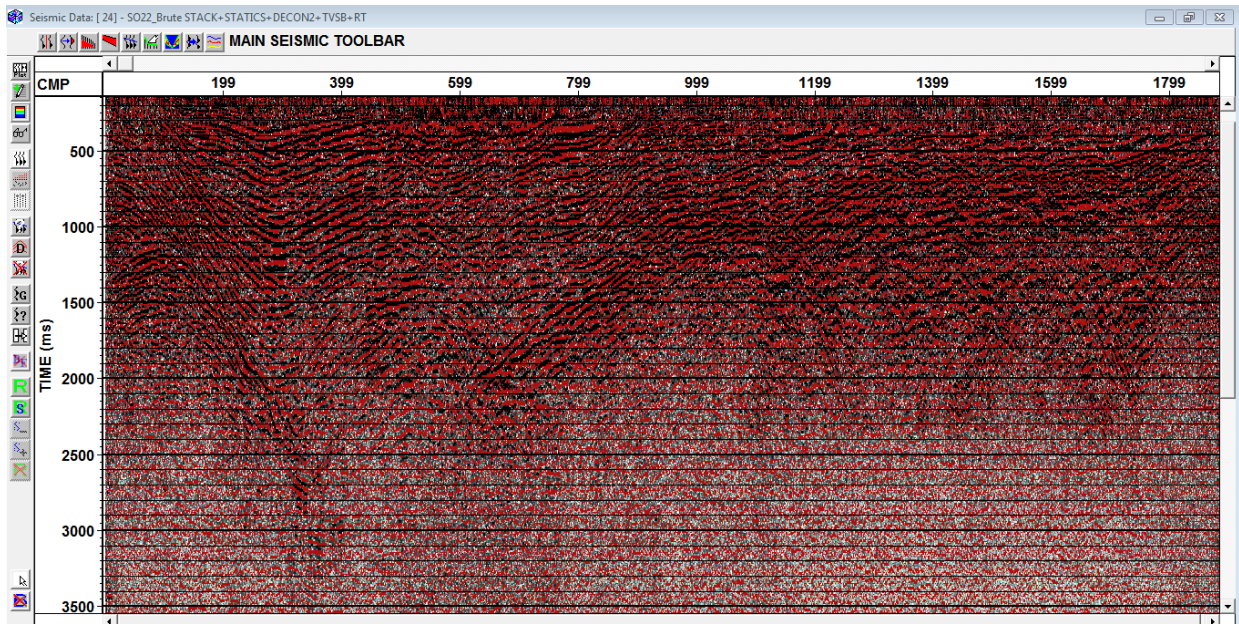 Seismic Data: [ 24] - SO22_Brute STACK+STATICS+DECON2+TVSB+RT
MAIN SEISMIC TOOLBAR
CMP 199 399 599 799 999 1199 1399 1599 1799
500
1000
1500
TIME (ms)
2000
2500
3000
3500
Plot
D
G
?
R
S
S
S